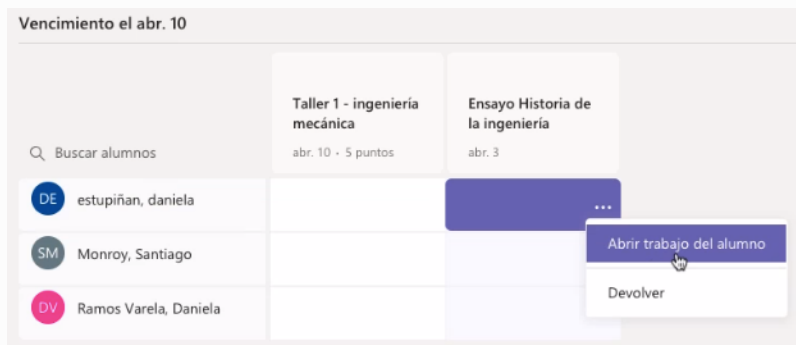 Vencimiento el abr. 10
Taller 1 - ingeniería
mecánica
abr. 10 • 5 puntos
Ensayo Historia de
la ingeniería
abr. 3
Buscar alumnos
DE estupiñan, daniela
...
Abrir trabajo del alumno
Devolver
SM Monroy, Santiago
DV Ramos Varela, Daniela